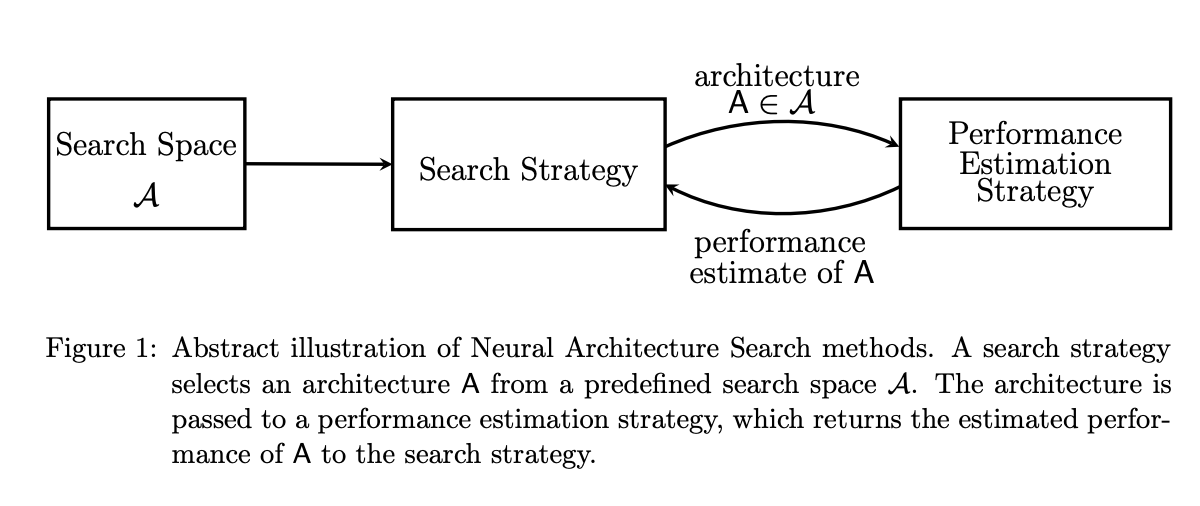 architecture
A ∈ 𝒜
Search Space
𝒜
Search Strategy
Performance
Estimation
Strategy
performance
estimate of A
Figure 1: Abstract illustration of Neural Architecture Search methods. A search strategy
selects an architecture A from a predefined search space 𝒜. The architecture is
passed to a performance estimation strategy, which returns the estimated perfor-
mance of A to the search strategy.